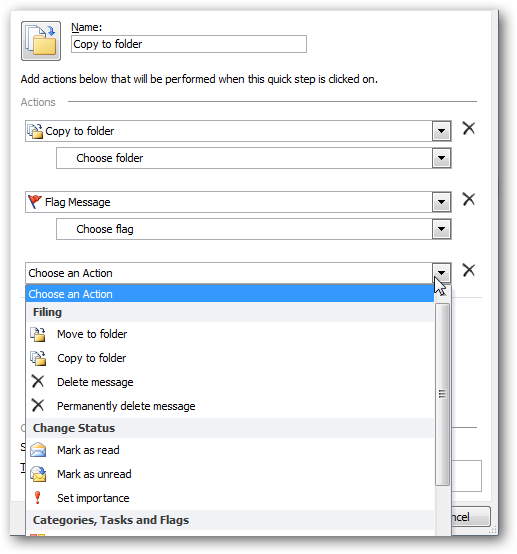 Name:
Copy to folder
Add actions below that will be performed when this quick step is clicked on.
Actions
Copy to folder
Choose folder
Flag Message
Choose flag
Choose an Action
Choose an Action
Filing
Move to folder
Copy to folder
Delete message
Permanently delete message
Change Status
Mark as read
Mark as unread
Set importance
Categories, Tasks and Flags